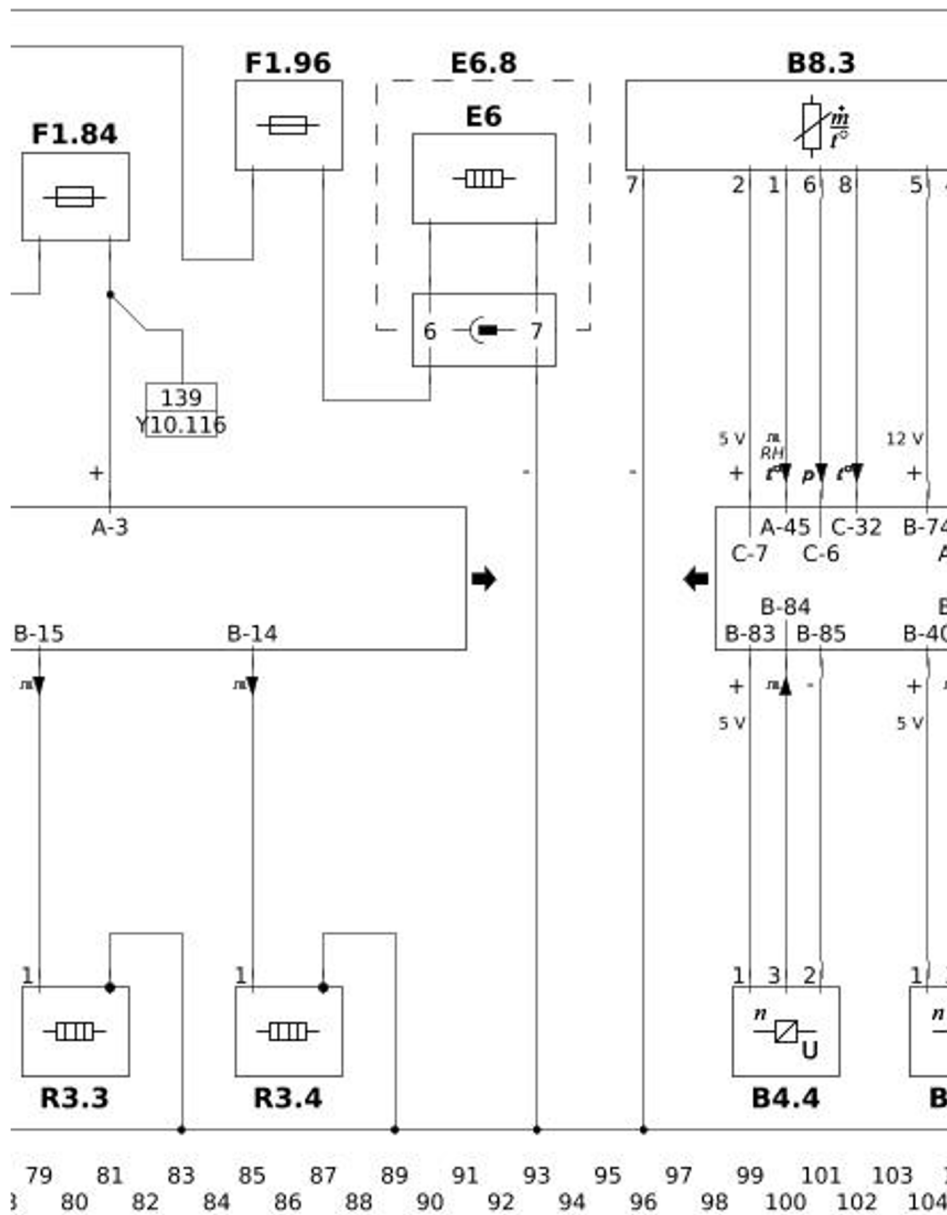 F1.96 E6.8 B8.3
E6
F1.84
ṁ
t°
7 2 1 6 8 5
6 7
139
Y10.116
5 V RH 12 V
+ - - + t° p t° +
A-3 A-45 C-32 B-74
C-7 C-6
B-84
B-15 B-14 B-83 B-85 B-40
+ - +
5 V 5 V
1 1 1 3 2 1
n n
U
R3.3 R3.4 B4.4 B
79 81 83 85 87 89 91 93 95 97 99 101 103
80 82 84 86 88 90 92 94 96 98 100 102 104